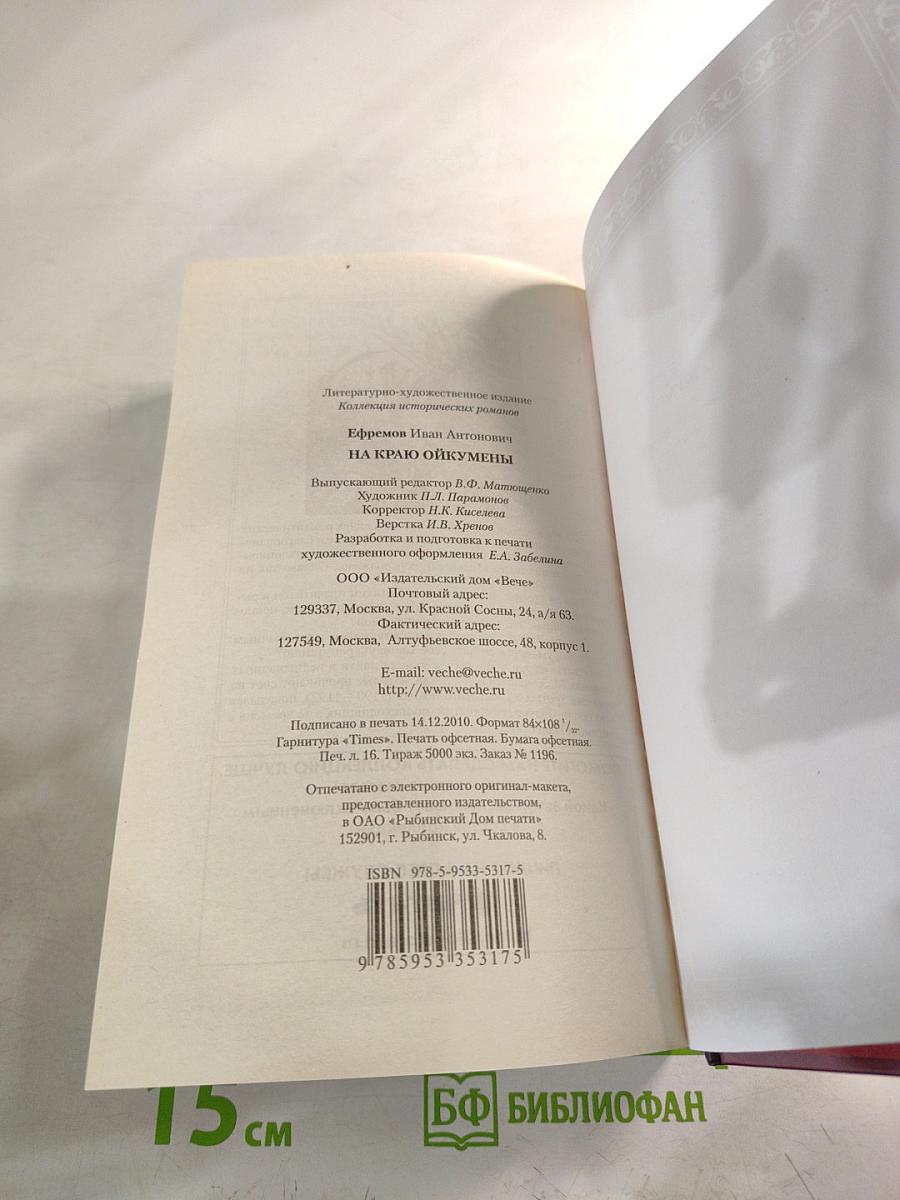 Литературно-художественное издание
Коллекция исторических романов
Ефремов Иван Антонович
НА КРАЮ ОЙКУМЕНЫ
Выпускающий редактор В.Ф. Матющенко
Художник П.Л. Парамонов
Корректор Н.К. Киселева
Верстка И.В. Хренов
Разработка и подготовка к печати
художественного оформления Е.А. Забелина
ООО «Издательский дом «Вече»
Почтовый адрес:
129337, Москва, ул. Красной Сосны, 24, а/я 63.
Фактический адрес:
127549, Москва, Алтуфьевское шоссе, 48, корпус 1.
E-mail: veche@veche.ru
http://www.veche.ru
Подписано в печать 14.12.2010. Формат 84×108 1/32.
Гарнитура «Times». Печать офсетная. Бумага офсетная.
Печ. л. 16. Тираж 5000 экз. Заказ № 1196.
Отпечатано с электронного оригинал-макета,
предоставленного издательством,
в ОАО «Рыбинский Дом печати»
152901, г. Рыбинск, ул. Чкалова, 8.
ISBN 978-5-9533-5317-5
9 785953 353175
15 см
БФ БИБЛИОФАН